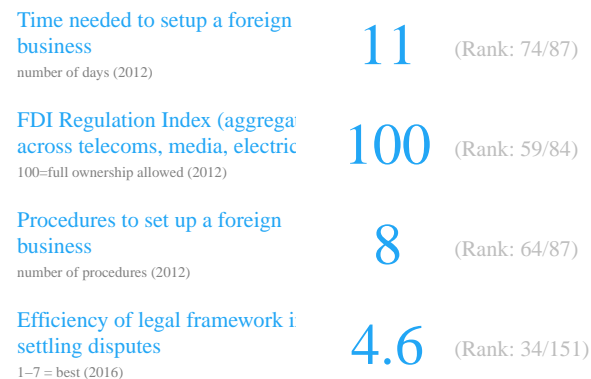 Time needed to setup a foreign
business
number of days (2012)
11
(Rank: 74/87)
FDI Regulation Index
across telecoms, media,
100=full ownership allowed (2012)
100
(Rank: 59/84)
Procedures to set up a foreign
business
number of procedures (2012)
8
(Rank: 64/87)
Efficiency of legal framework
settling disputes
1–7 = best (2016)
4.6
(Rank: 34/151)